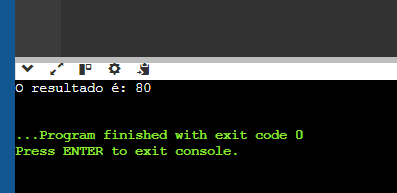 O resultado é: 80
...Program finished with exit code 0
Press ENTER to exit console.